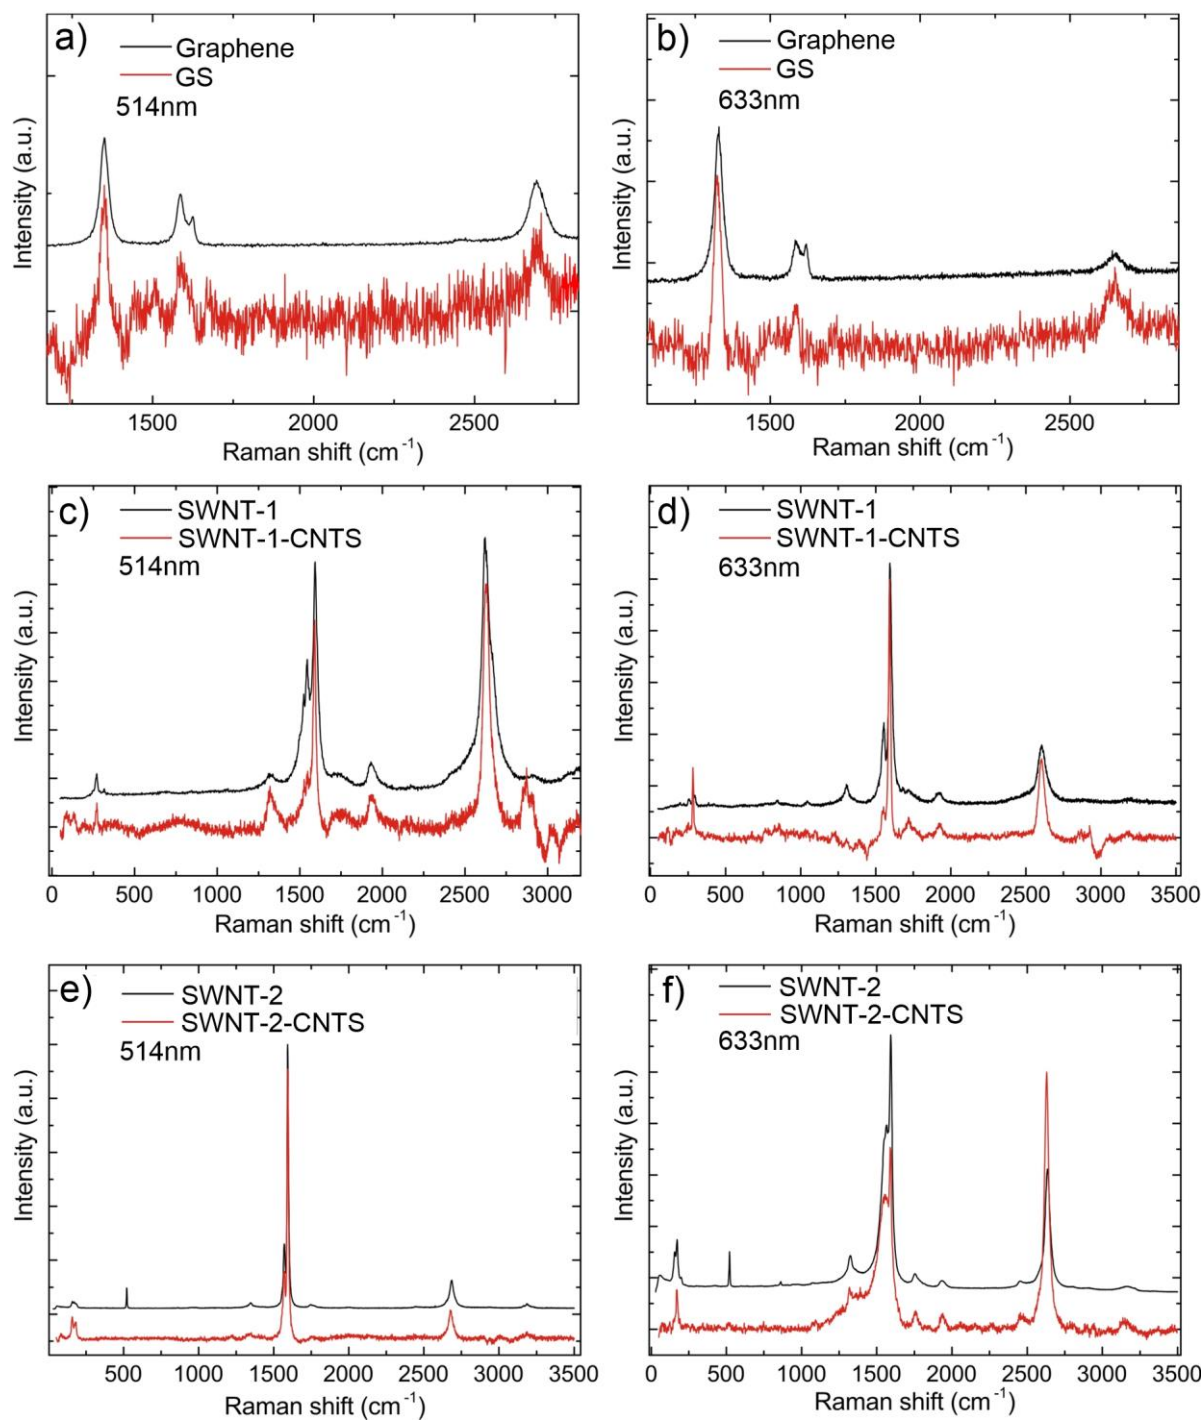 a)
Graphene
GS
514nm
Intensity (a.u.)
1500 2000 2500
Raman shift (cm⁻¹)
b)
Graphene
GS
633nm
Intensity (a.u.)
1500 2000 2500
Raman shift (cm⁻¹)
c)
SWNT-1
SWNT-1-CNTS
514nm
Intensity (a.u.)
0 500 1000 1500 2000 2500 3000
Raman shift (cm⁻¹)
d)
SWNT-1
SWNT-1-CNTS
633nm
Intensity (a.u.)
0 500 1000 1500 2000 2500 3000 3500
Raman shift (cm⁻¹)
e)
SWNT-2
SWNT-2-CNTS
514nm
Intensity (a.u.)
500 1000 1500 2000 2500 3000 3500
Raman shift (cm⁻¹)
f)
SWNT-2
SWNT-2-CNTS
633nm
Intensity (a.u.)
0 500 1000 1500 2000 2500 3000 3500
Raman shift (cm⁻¹)